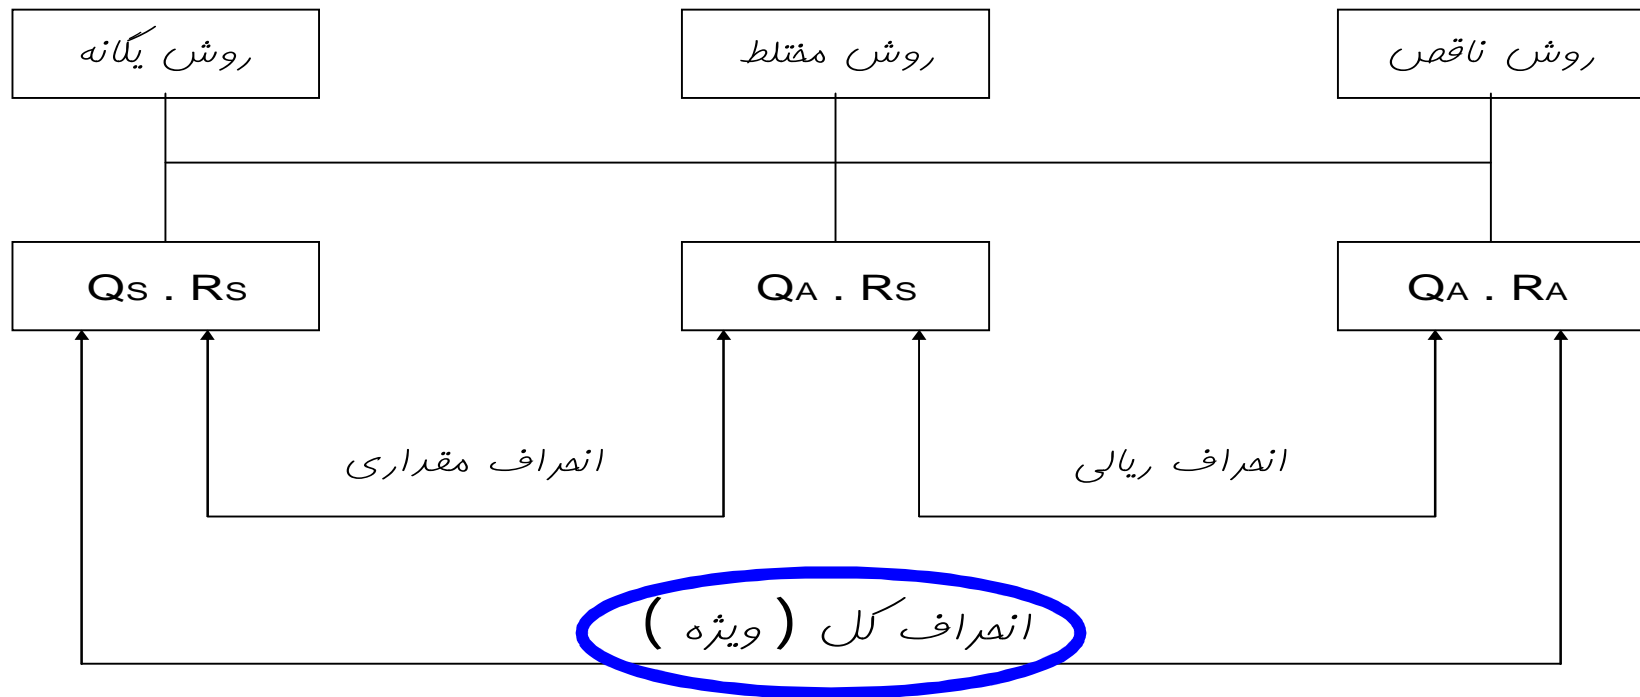 روش ناقص
روش مختلط
روش یگانه
QA . RA
QA . RS
QS . RS
انحراف ریالی
انحراف مقداری
انحراف کل ( ویژه )